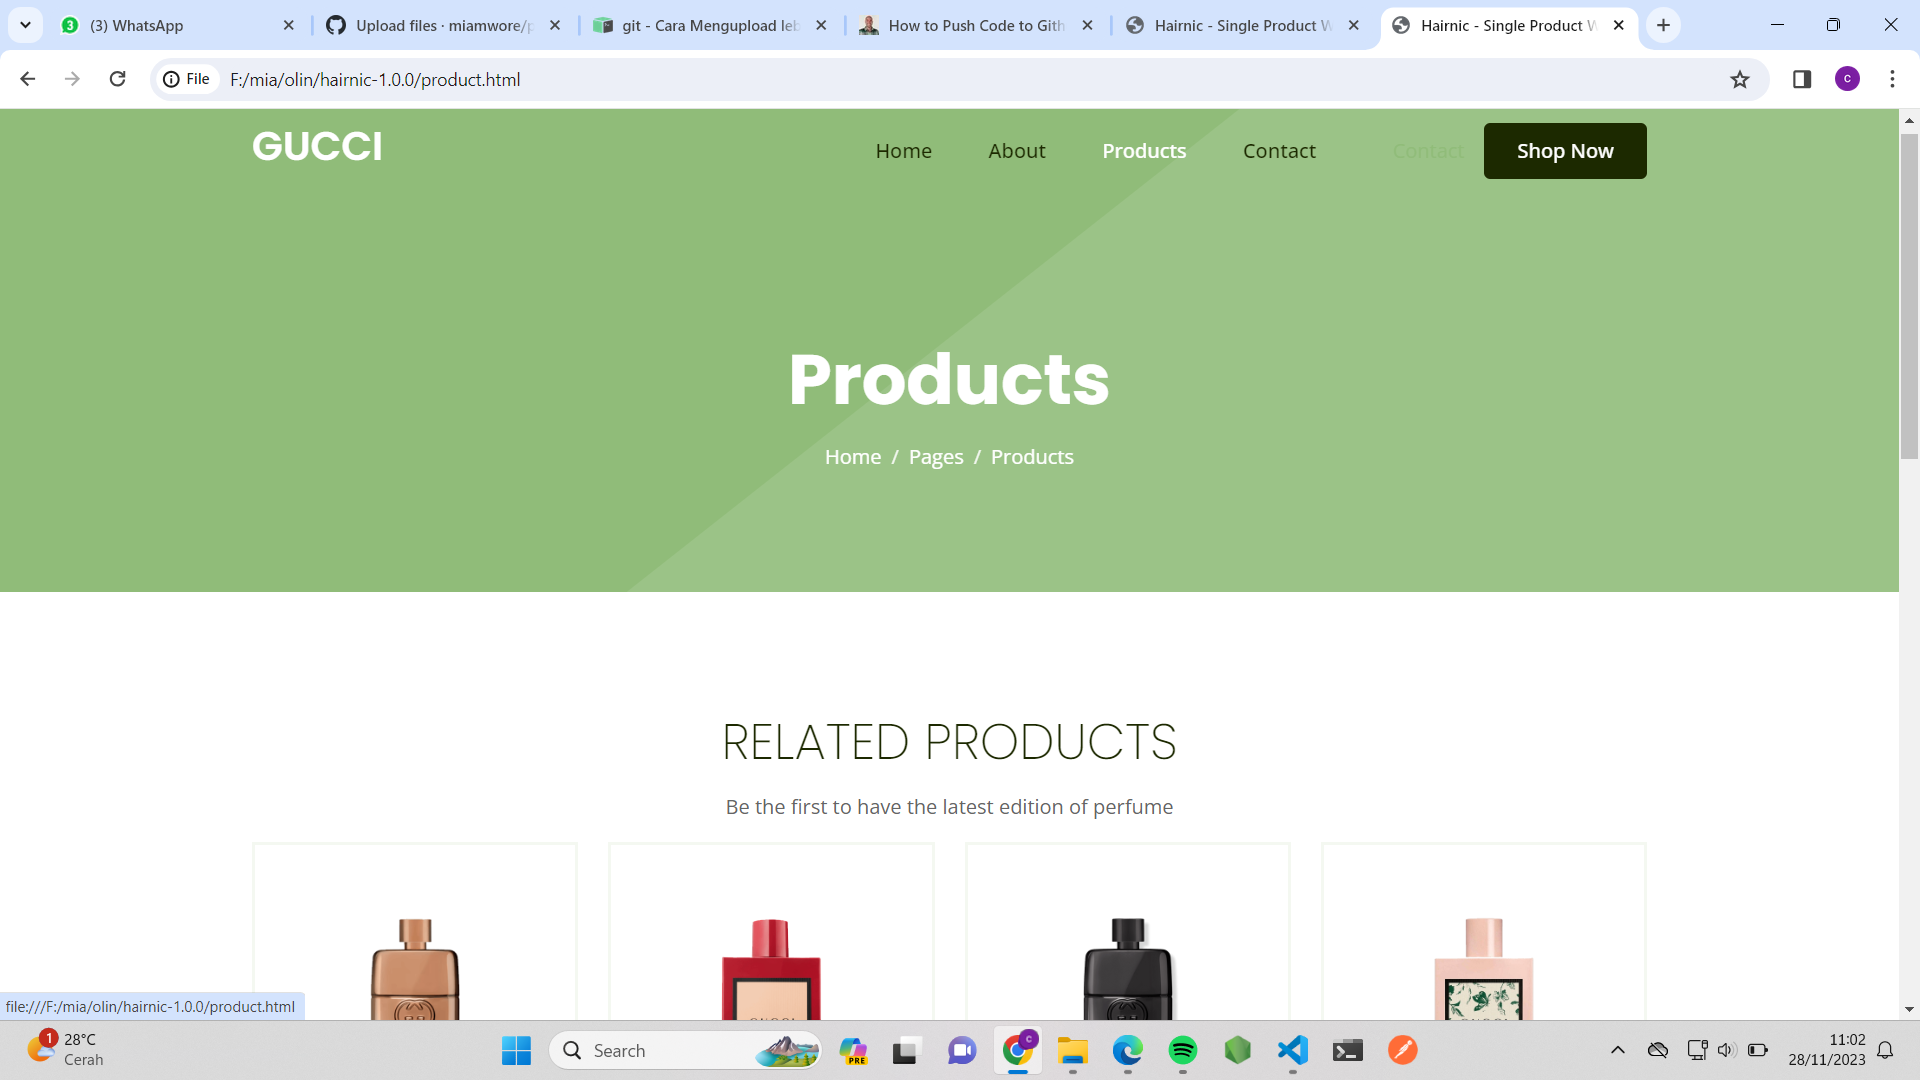 (3) WhatsApp
Upload files · miamwore/p
git - Cara Mengupload leb
How to Push Code to Gith
Hairnic - Single Product W
Hairnic - Single Product W
File
F:/mia/olin/hairnic-1.0.0/product.html
C
GUCCI
Home
About
Products
Contact
Contact
Shop Now
Products
Home / Pages / Products
RELATED PRODUCTS
Be the first to have the latest edition of perfume
file:///F:/mia/olin/hairnic-1.0.0/product.html
1
28°C
Cerah
Search
PRE
C
11:02
28/11/2023